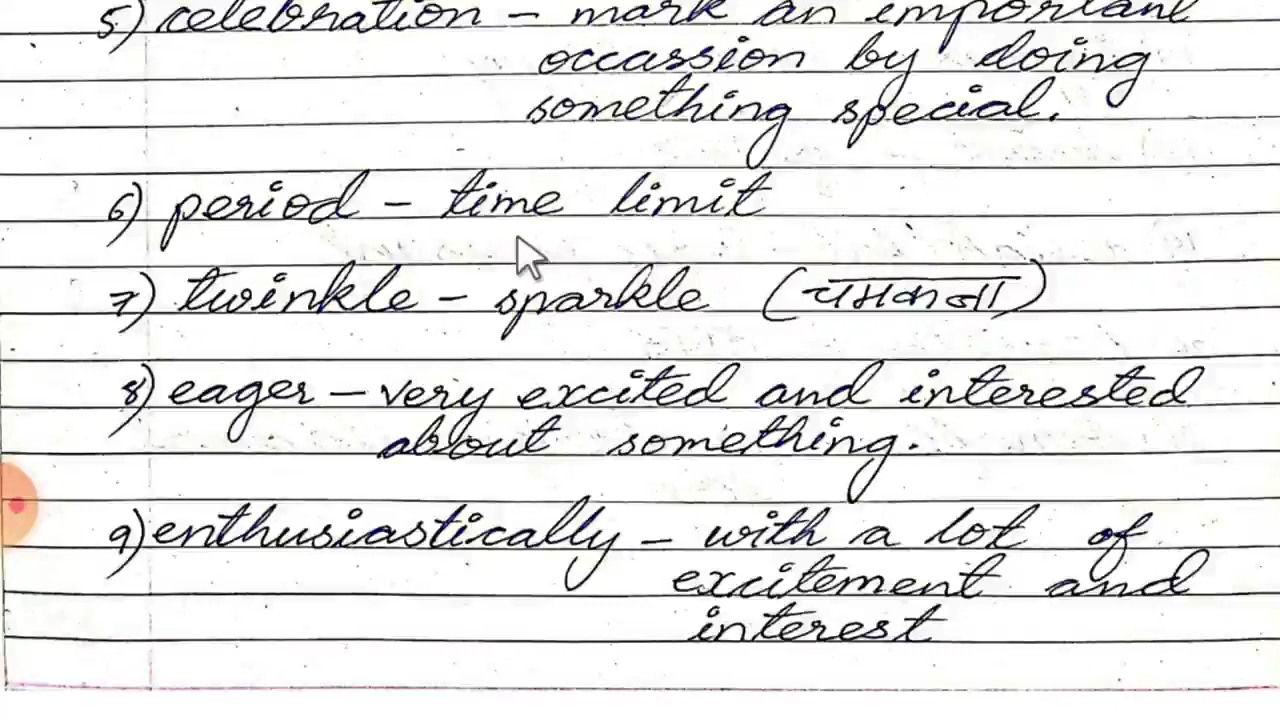 5) celebration - mark an important
occassion by doing
something special.
6) period - time limit
7) twinkle - sparkle (चमकना)
8) eager - very excited and interested
about something.
9) enthusiastically - with a lot of
excitement and
interest